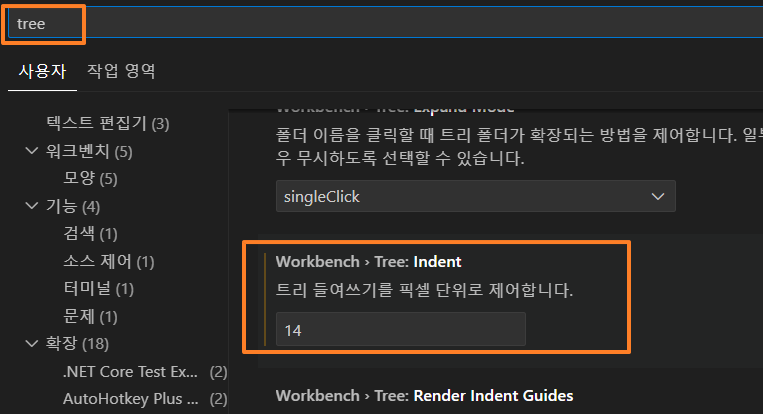 tree
사용자 작업 영역
텍스트 편집기 (3)
워크벤치 (5)
모양 (5)
기능 (4)
검색 (1)
소스 제어 (1)
터미널 (1)
문제 (1)
확장 (18)
.NET Core Test Ex... (2)
AutoHotkey Plus ... (2)
Workbench › Tree: Expand Mode
폴더 이름을 클릭할 때 트리 폴더가 확장되는 방법을 제어합니다. 일부
우 무시하도록 선택할 수 있습니다.
singleClick
Workbench › Tree: Indent
트리 들여쓰기를 픽셀 단위로 제어합니다.
14
Workbench › Tree: Render Indent Guides